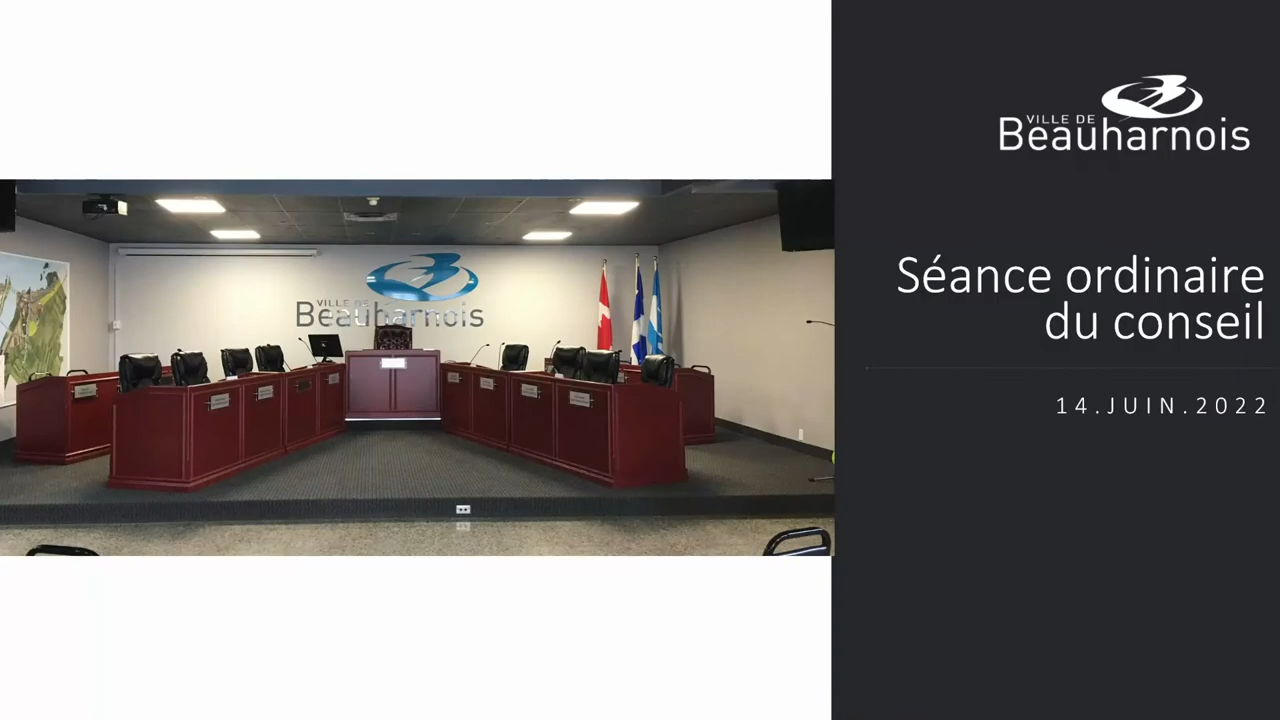 VILLE DE
Beauharnois
VILLE DE
Beauharnois
Séance ordinaire
du conseil
14.JUIN.2022